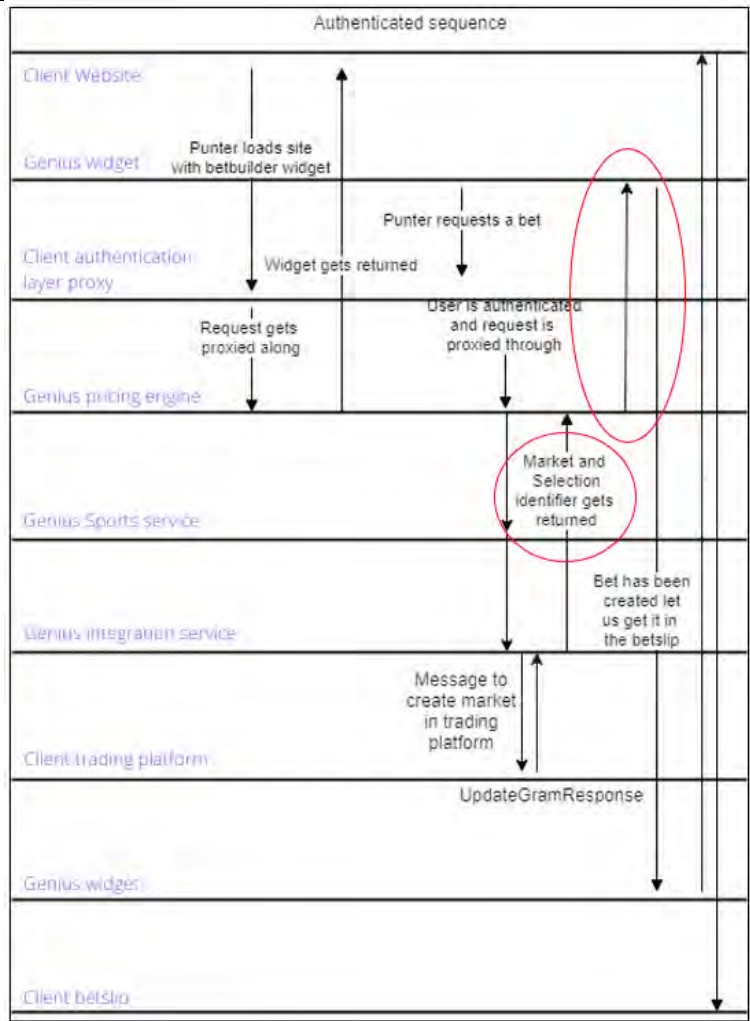 Authenticated sequence
Client Website
Punter loads site
with betbuilder widget
Genius widget
Punter requests a bet
Client authentication
layer proxy
Widget gets returned
User is authenticated
and request is
proxied through
Request gets
proxied along
Genius pricing engine
Market and
Selection
identifier gets
returned
Genius Sports service
Bet has been
created let
us get it in
the betslip
Genius integration service
Message to
create market
in trading
platform
Client trading platform
UpdateGramResponse
Genius widget
Client betslip